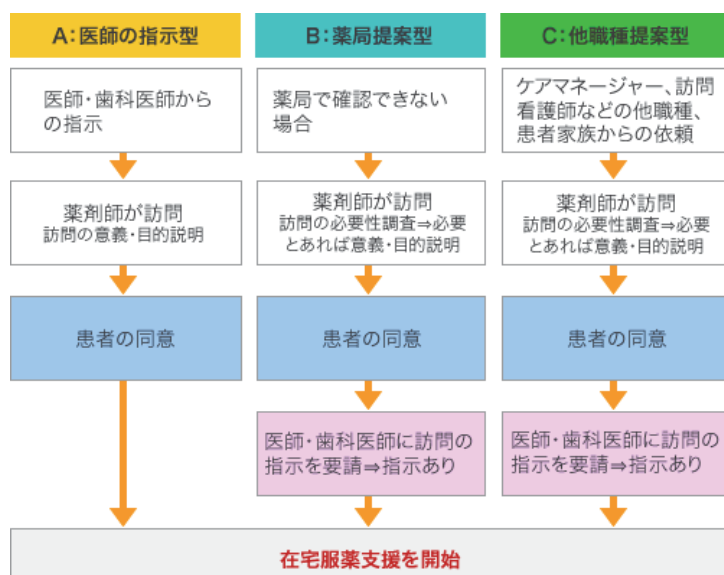 A:医師の指示型
医師・歯科医師から
の指示
薬剤師が訪問
訪問の意義・目的説明
患者の同意
B:薬局提案型
薬局で確認できない
場合
薬剤師が訪問
訪問の必要性調査⇒必要
とあれば意義・目的説明
患者の同意
医師・歯科医師に訪問の
指示を要請⇒指示あり
C:他職種提案型
ケアマネージャー、訪問
看護師などの他職種、
患者家族からの依頼
薬剤師が訪問
訪問の必要性調査⇒必要
とあれば意義・目的説明
患者の同意
医師・歯科医師に訪問の
指示を要請⇒指示あり
在宅服薬支援を開始